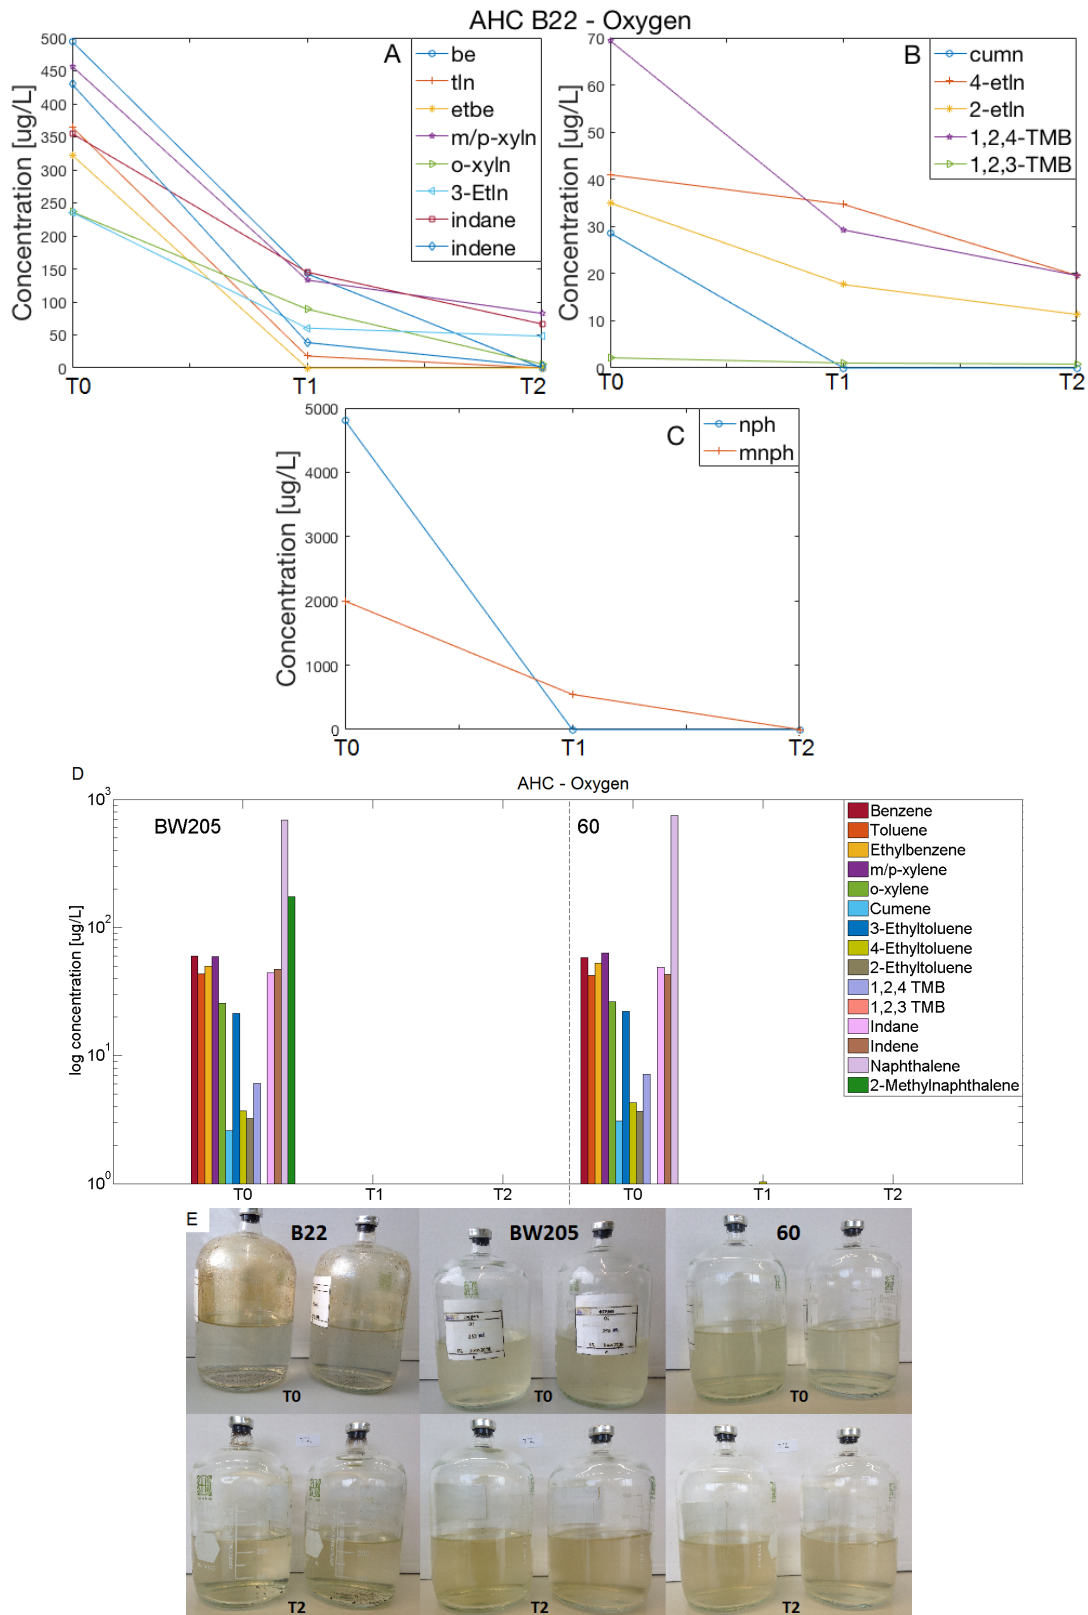 AHC B22 - Oxygen
A
Concentration [ug/L]
500
450
400
350
300
250
200
150
100
50
0
T0
T1
T2
be
tln
etbe
m/p-xyln
o-xyln
3-Etln
indane
indene
B
Concentration [ug/L]
70
60
50
40
30
20
10
0
T0
T1
T2
cumn
4-etln
2-etln
1,2,4-TMB
1,2,3-TMB
C
Concentration [ug/L]
5000
4000
3000
2000
1000
0
T0
T1
T2
nph
mnph
D
AHC - Oxygen
log concentration [ug/L]
10^3
10^2
10^1
10^0
BW205
60
T0
T1
T2
T0
T1
T2
Benzene
Toluene
Ethylbenzene
m/p-xylene
o-xylene
Cumene
3-Ethyltoluene
4-Ethyltoluene
2-Ethyltoluene
1,2,4 TMB
1,2,3 TMB
Indane
Indene
Naphthalene
2-Methylnaphthalene
E
B22
BW205
60
T0
T0
T0
T2
T2
T2